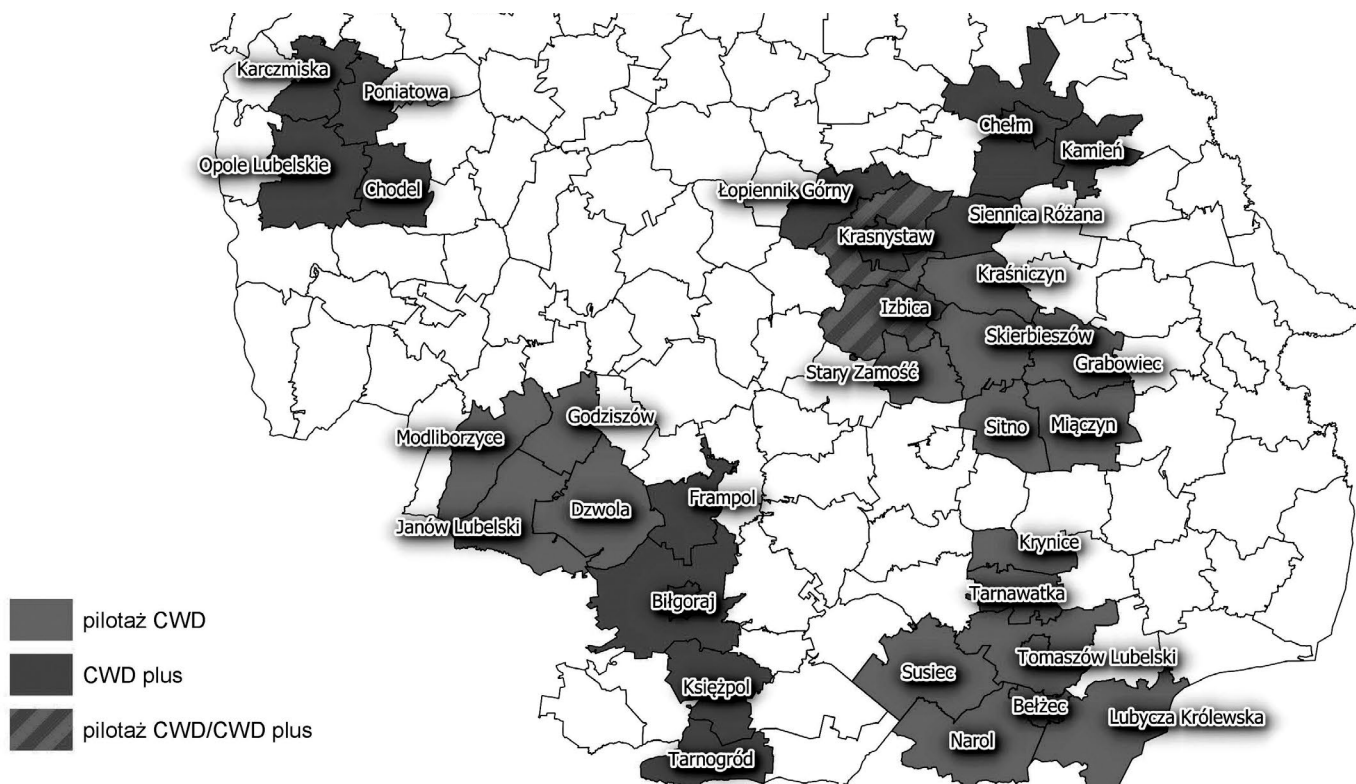 Karczmiska
Poniatowa
Opole Lubelskie
Chodel
Chełm
Kamień
Łopiennik Górny
Siennica Różana
Krasnystaw
Kraśniczyn
Izbica
Skierbieszów
Grabowiec
Stary Zamość
Sitno
Miączyn
Godziszów
Modliborzyce
Frampol
Dzwola
Janów Lubelski
Krynice
Tarnawatka
Biłgoraj
Tomaszów Lubelski
Susiec
Księżpol
Bełżec
Lubycza Królewska
Narol
Tarnogród
pilotaż CWD
CWD plus
pilotaż CWD/CWD plus